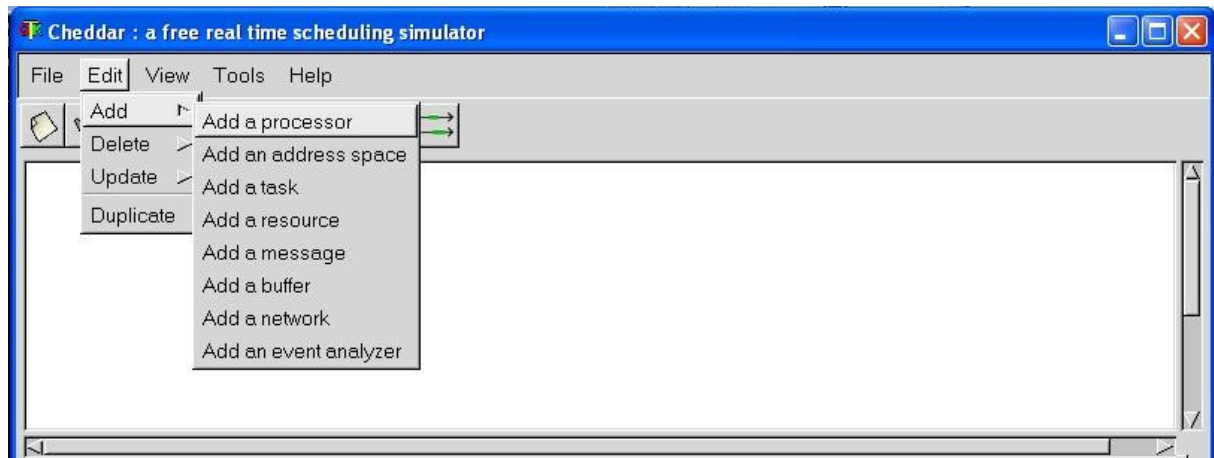 Cheddar : a free real time scheduling simulator
File Edit View Tools Help
Add
Delete
Update
Duplicate
Add a processor
Add an address space
Add a task
Add a resource
Add a message
Add a buffer
Add a network
Add an event analyzer